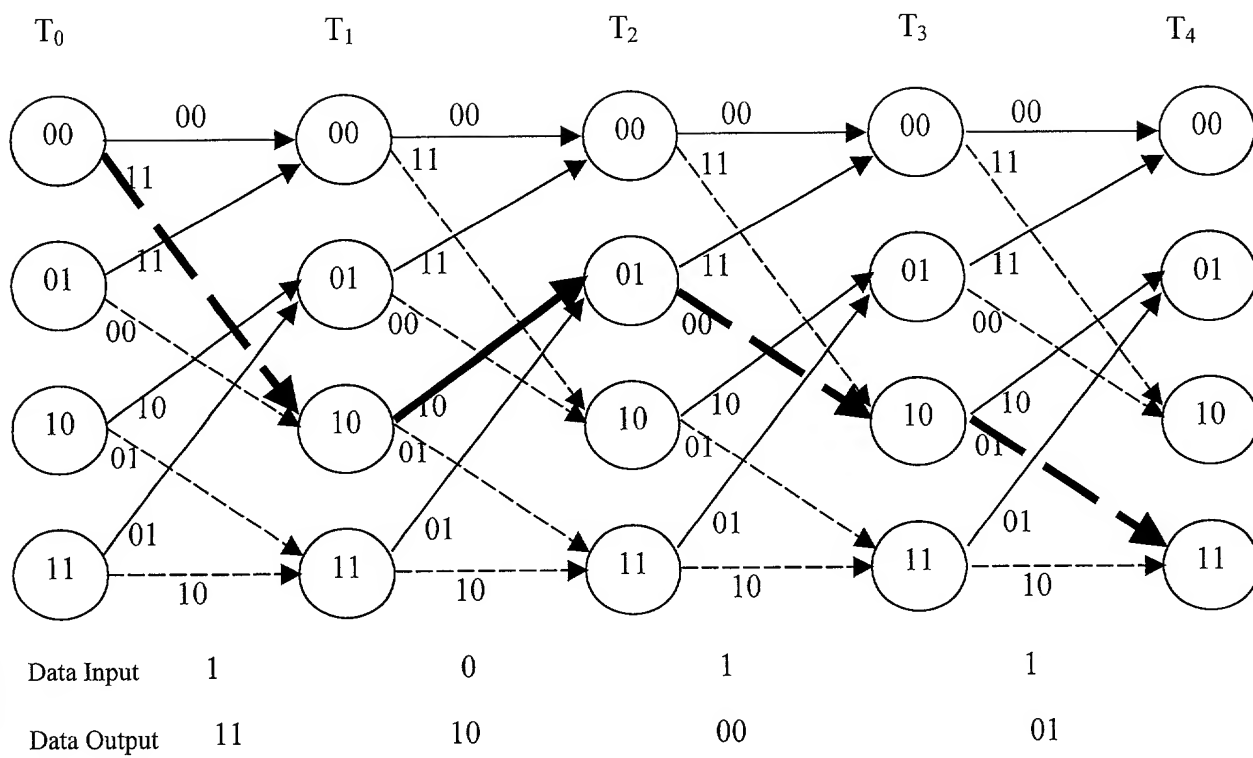 T0 T1 T2 T3 T4
00 00 00 00 00 00 00 00 00
11 11 11 11
11 11 11 11
01 01 01 01 01
00 00 00 00
10 10 10 10 10
10 10 10 10
01 01 01 01
01 01 01 01
11 11 11 11 11
10 10 10 10
Data Input 1 0 1 1
Data Output 11 10 00 01